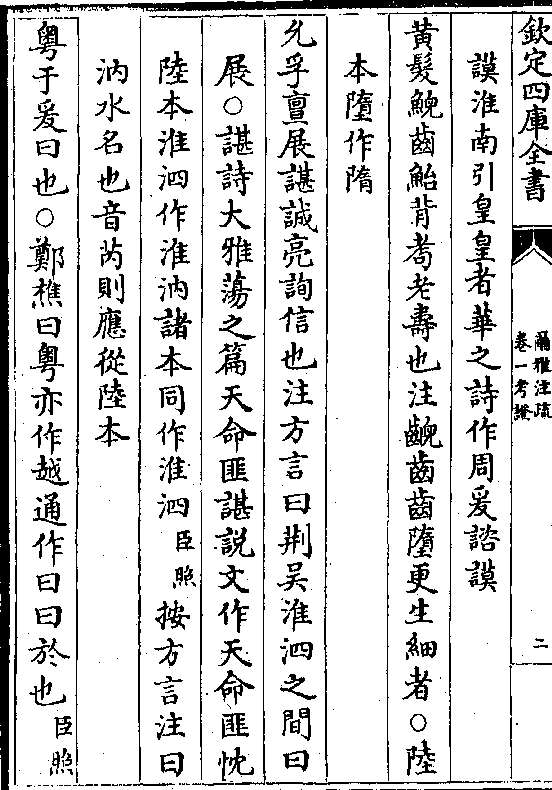 欽定四庫全書
爾雅注疏
卷一考證
二
謨淮南引皇皇者華之詩作周爰諮謨
黄髮鯢齒鮐背耇老壽也注齯齒齒墮更生細者○陸
本墮作隋
允孚亶展諶誠亮詢信也注方言曰荆吴淮泗之間曰
展○諶詩大雅蕩之篇天命匪諶説文作天命匪忱
陸本淮泗作淮汭諸本同作淮泗臣照按方言注曰
汭水名也音芮則應從陸本
粤于爰曰也○鄭樵曰粤亦作越通作曰曰於也臣照